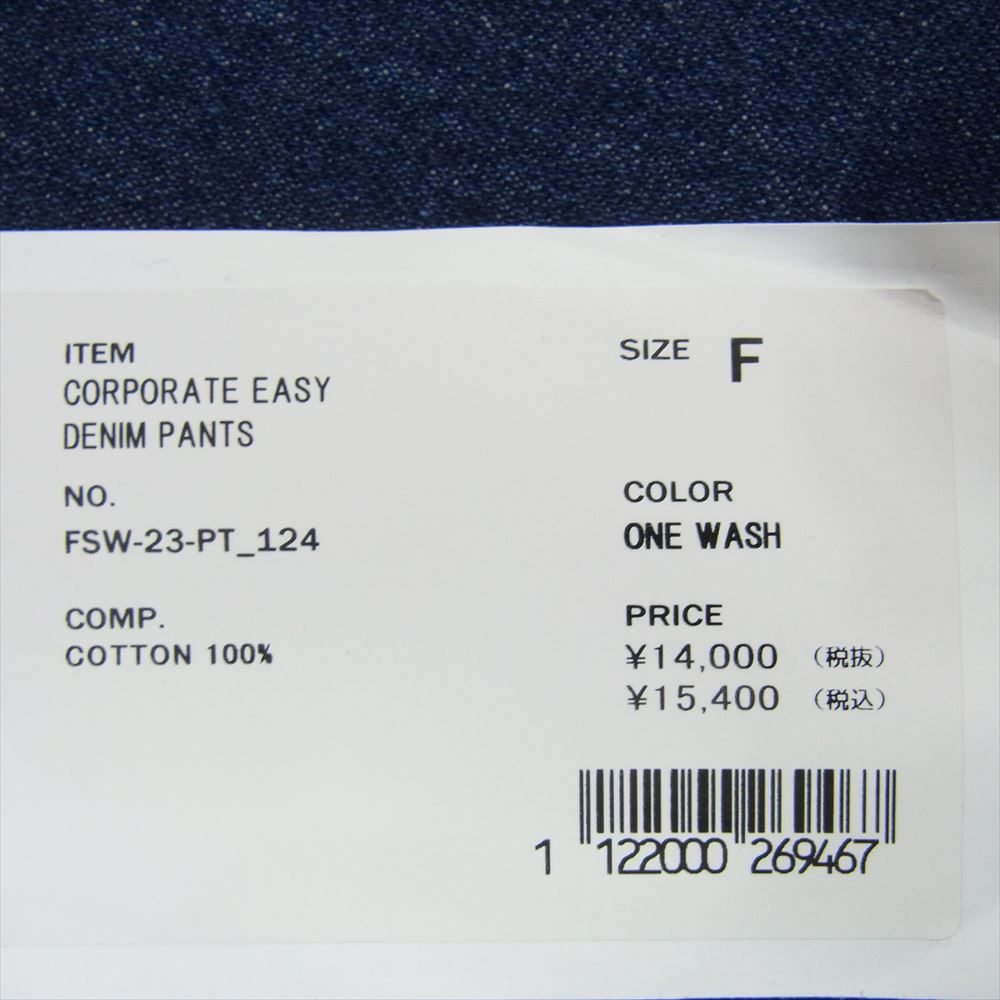 ITEM
CORPORATE EASY
DENIM PANTS
NO.
FSW-23-PT_124
COMP.
COTTON 100%
SIZE F
COLOR
ONE WASH
PRICE
¥14,000 (税抜)
¥15,400 (税込)
1 122000 269467